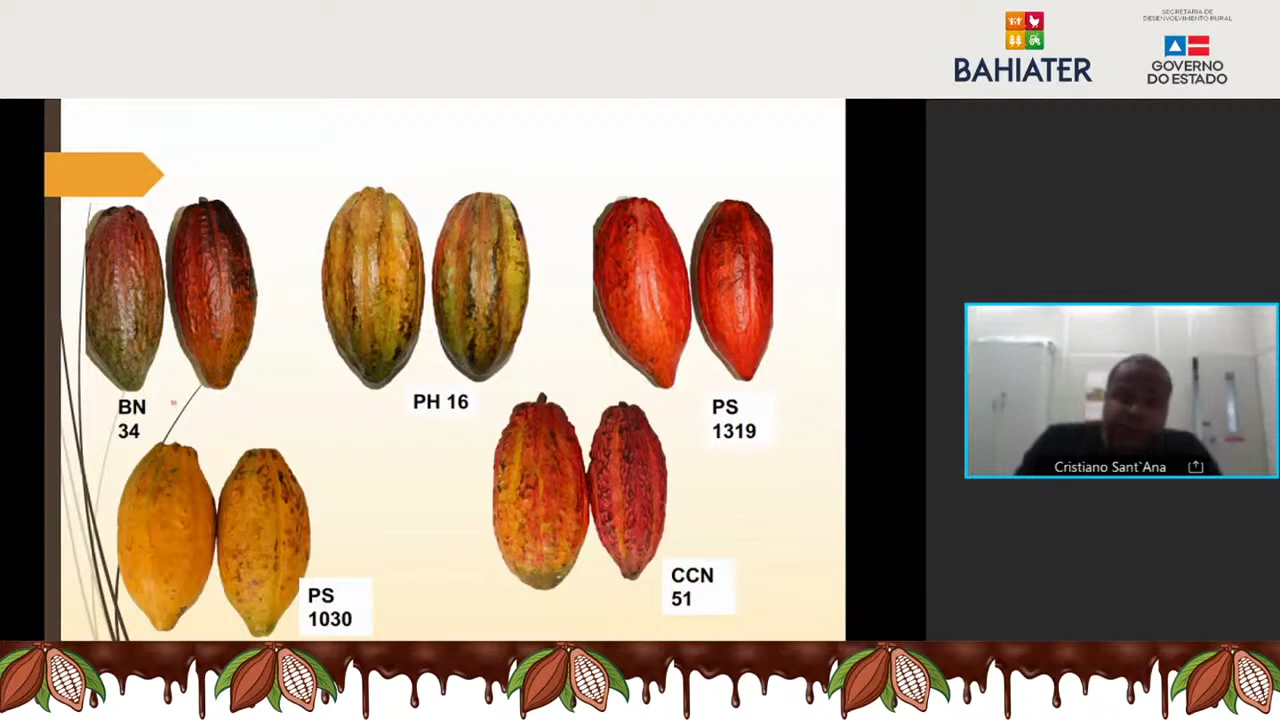 BAHIATER
SECRETARIA DE
DESENVOLVIMENTO RURAL
GOVERNO
DO ESTADO
BN
34
PH 16
PS
1319
PS
1030
CCN
51
Cristiano Sant`Ana